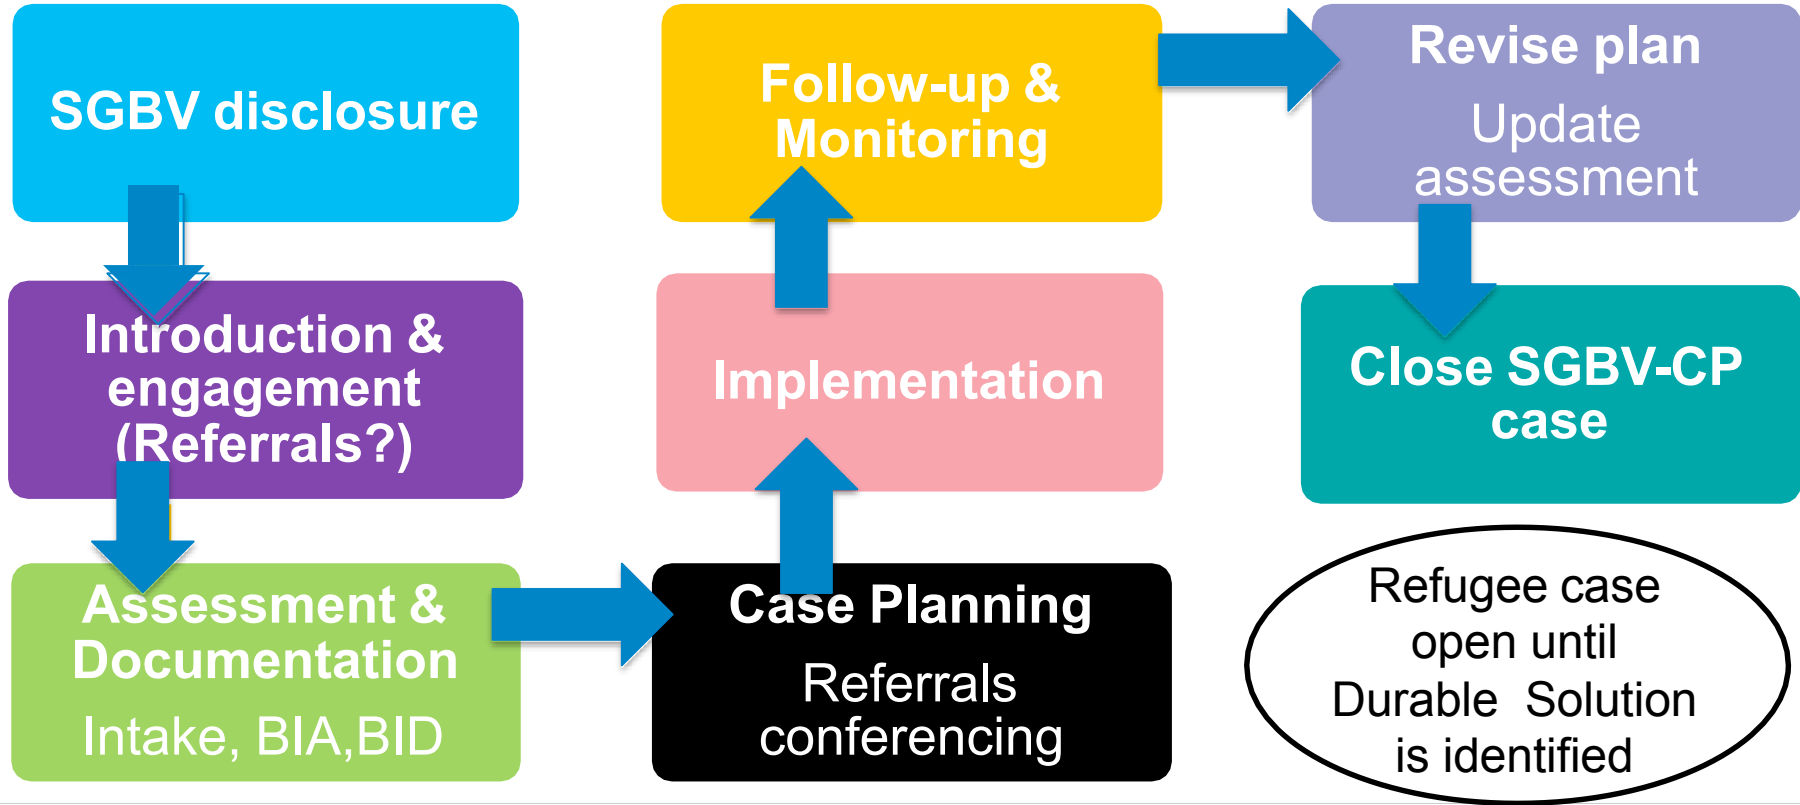 SGBV disclosure
Introduction &
engagement
(Referrals?)
Assessment &
Documentation
Intake, BIA,BID
Case Planning
Referrals
conferencing
Implementation
Follow-up &
Monitoring
Revise plan
Update
assessment
Close SGBV-CP
case
Refugee case
open until
Durable Solution
is identified